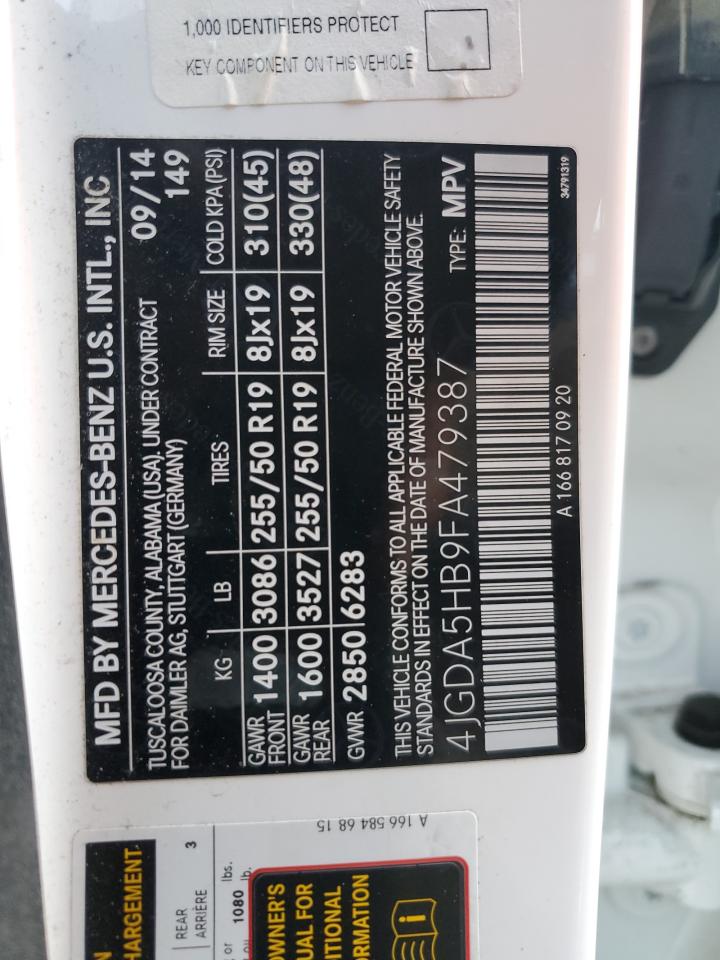 1,000 IDENTIFIERS PROTECT
KEY COMPONENT ON THIS VEHICLE
MFD BY MERCEDES-BENZ U.S. INTL., INC
TUSCALOOSA COUNTY, ALABAMA (USA). UNDER CONTRACT 09/14
FOR DAIMLER AG, STUTTGART (GERMANY) 149
KG LB TIRES RIM SIZE COLD KPA (PSI)
GAWR FRONT 1400 3086 255/50 R19 8Jx19 310(45)
GAWR REAR 1600 3527 255/50 R19 8Jx19 330(48)
GVWR 2850 6283
THIS VEHICLE CONFORMS TO ALL APPLICABLE FEDERAL MOTOR VEHICLE SAFETY
STANDARDS IN EFFECT ON THE DATE OF MANUFACTURE SHOWN ABOVE.
4JGDA5HB9FA479387 TYPE: MPV
A 166 817 09 20
34791319
A 166 584 68 15
HARGEMENT
REAR 3
ARRIÈRE
or lbs.
ou 1080 lb.
OWNER'S
UAL FOR
ITIONAL
ORMATION
i